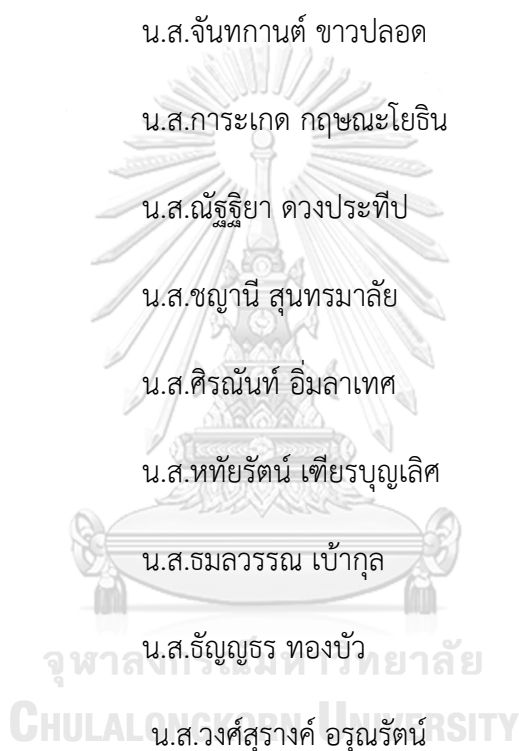 น.ส.จันทกานต์ ขาวปลอด
น.ส.การะเกด กฤษณะโยธิน
น.ส.ณัฐฐิยา ดวงประทีป
น.ส.ชญานี สุนทรมาลัย
น.ส.ศิรณันท์ อิ่มลาเทศ
น.ส.หทัยรัตน์ เฑียรบุญเลิศ
น.ส.ธมลวรรณ เบ้ากุล
น.ส.ธัญญธร ทองบัว
จุฬาลงกรณ์มหาวิทยาลัย
น.ส.วงศ์สุรางค์ อรุณรัตน์
CHULALONGKORN UNIVERSITY